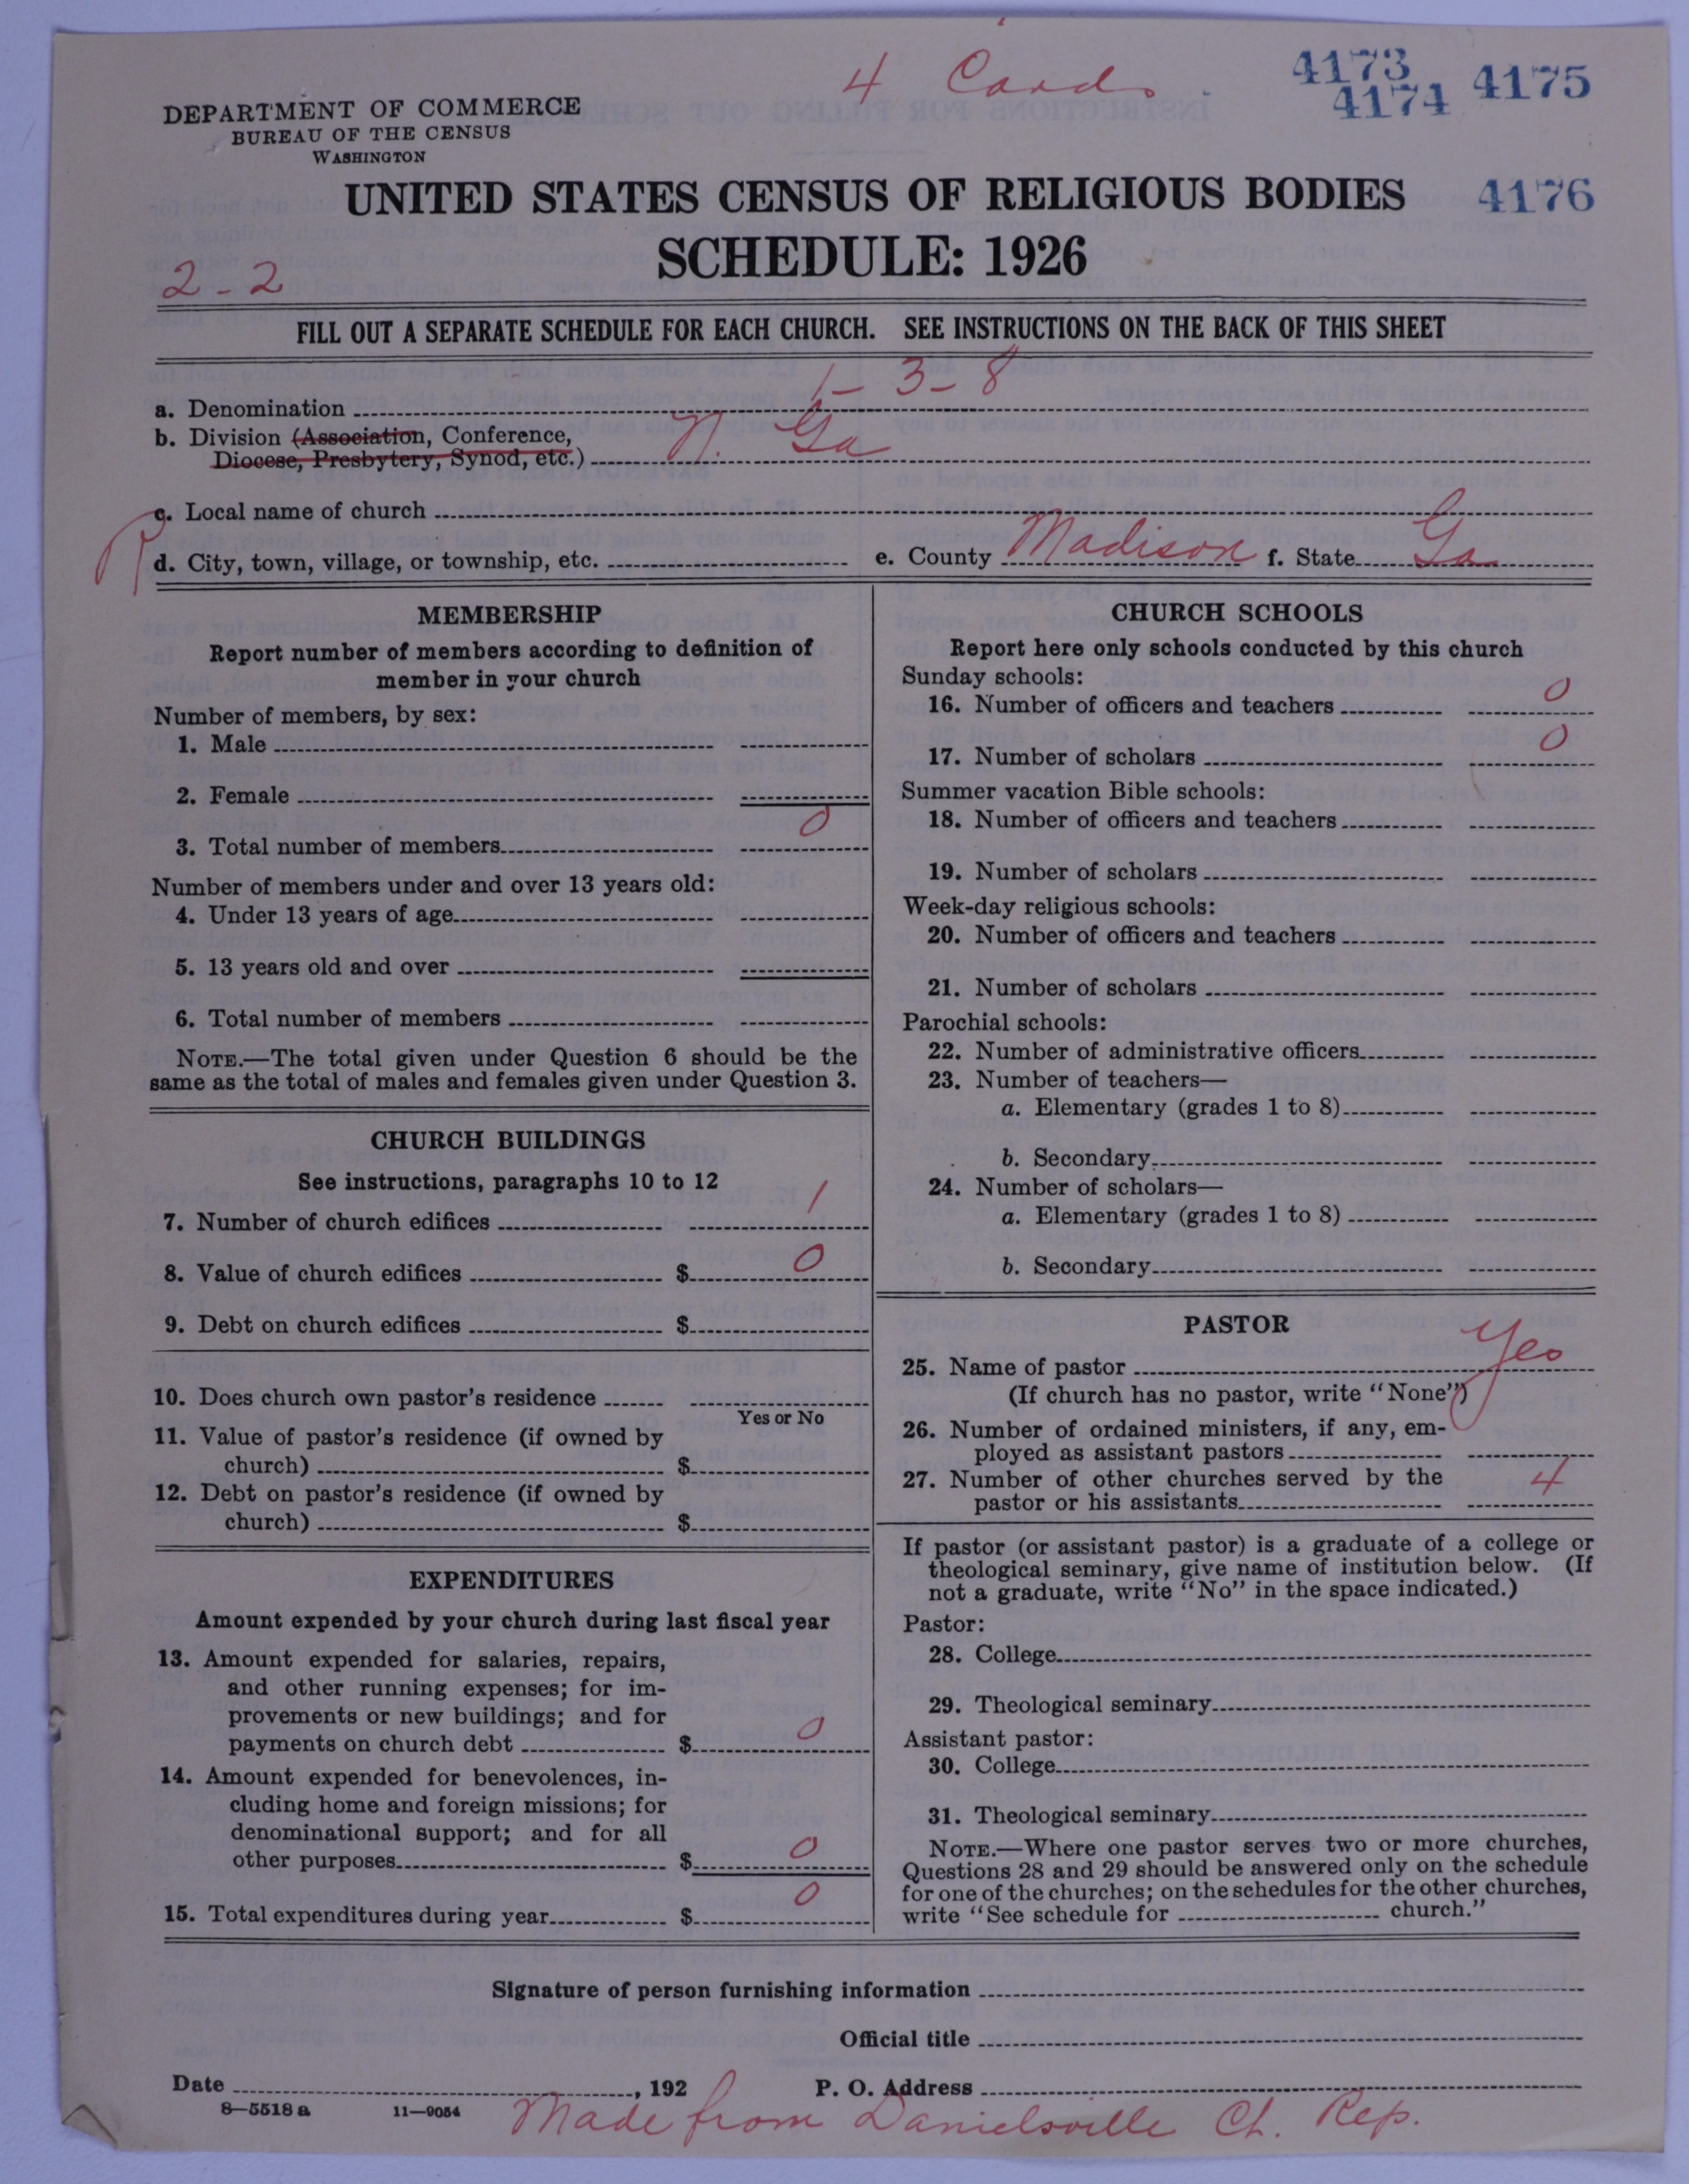 4 Cards
4173
4174 4175
4176
DEPARTMENT OF COMMERCE
BUREAU OF THE CENSUS
WASHINGTON
UNITED STATES CENSUS OF RELIGIOUS BODIES
SCHEDULE: 1926
2-2
FILL OUT A SEPARATE SCHEDULE FOR EACH CHURCH. SEE INSTRUCTIONS ON THE BACK OF THIS SHEET
a. Denomination 1-3-8
b. Division (Association, Conference,
Diocese, Presbytery, Synod, etc.) N. Ga
c. Local name of church
R
d. City, town, village, or township, etc. e. County Madison f. State Ga
MEMBERSHIP
Report number of members according to definition of
member in your church
Number of members, by sex:
1. Male
2. Female
3. Total number of members 0
Number of members under and over 13 years old:
4. Under 13 years of age
5. 13 years old and over
6. Total number of members
NOTE.—The total given under Question 6 should be the
same as the total of males and females given under Question 3.
CHURCH BUILDINGS
See instructions, paragraphs 10 to 12
7. Number of church edifices 1
8. Value of church edifices $ 0
9. Debt on church edifices $
10. Does church own pastor's residence
Yes or No
11. Value of pastor's residence (if owned by
church) $
12. Debt on pastor's residence (if owned by
church) $
EXPENDITURES
Amount expended by your church during last fiscal year
13. Amount expended for salaries, repairs,
and other running expenses; for im-
provements or new buildings; and for
payments on church debt $ 0
14. Amount expended for benevolences, in-
cluding home and foreign missions; for
denominational support; and for all
other purposes $ 0
15. Total expenditures during year $ 0
CHURCH SCHOOLS
Report here only schools conducted by this church
Sunday schools:
16. Number of officers and teachers 0
17. Number of scholars 0
Summer vacation Bible schools:
18. Number of officers and teachers
19. Number of scholars
Week-day religious schools:
20. Number of officers and teachers
21. Number of scholars
Parochial schools:
22. Number of administrative officers
23. Number of teachers—
a. Elementary (grades 1 to 8)
b. Secondary
24. Number of scholars—
a. Elementary (grades 1 to 8)
b. Secondary
PASTOR
25. Name of pastor Yes
(If church has no pastor, write "None")
26. Number of ordained ministers, if any, em-
ployed as assistant pastors
27. Number of other churches served by the
pastor or his assistants 4
If pastor (or assistant pastor) is a graduate of a college or
theological seminary, give name of institution below. (If
not a graduate, write "No" in the space indicated.)
Pastor:
28. College
29. Theological seminary
Assistant pastor:
30. College
31. Theological seminary
NOTE.—Where one pastor serves two or more churches,
Questions 28 and 29 should be answered only on the schedule
for one of the churches; on the schedules for the other churches,
write "See schedule for church."
Signature of person furnishing information
Official title
Date , 192 P. O. Address
8—5518 a 11—9054
Made from Danielsville Ch. Rep.